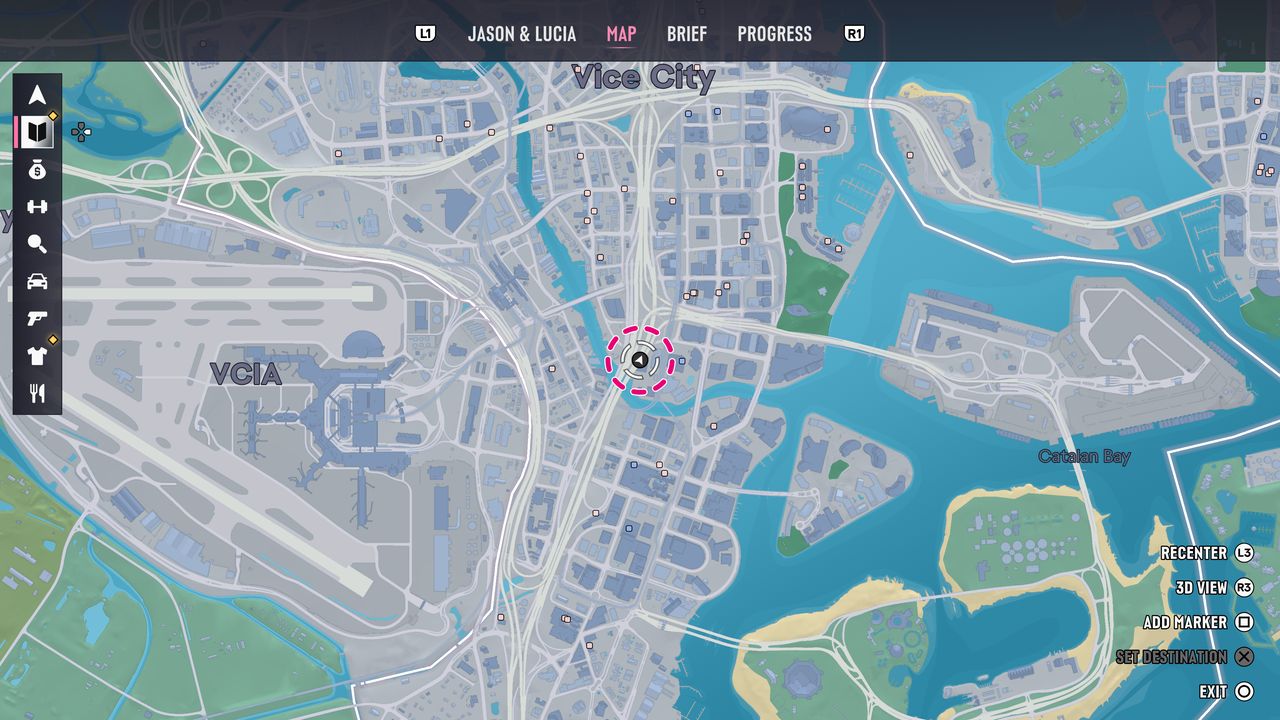 L1 JASON & LUCIA MAP BRIEF PROGRESS R1
Vice City
y
$
VCIA
Catalan Bay
RECENTER L3
3D VIEW R3
ADD MARKER
SET DESTINATION
EXIT